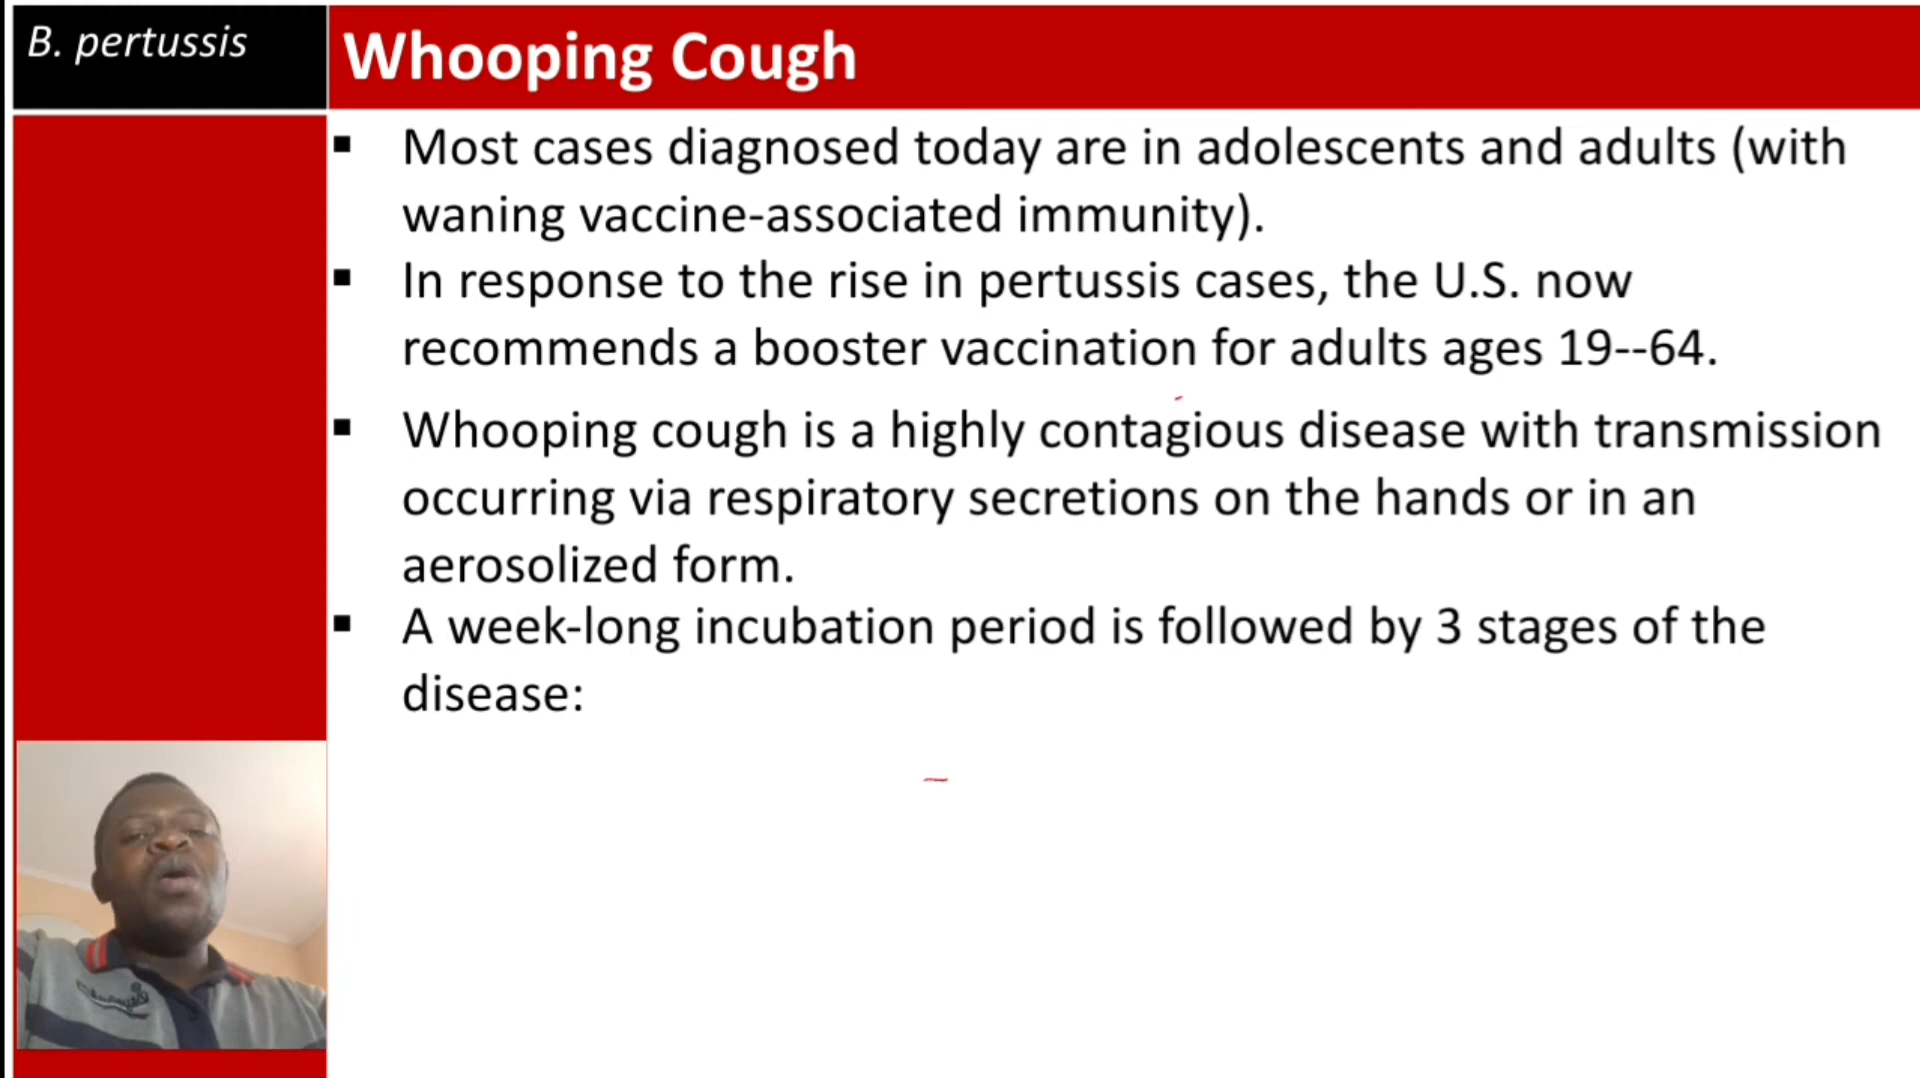 B. pertussis
Whooping Cough
▪ Most cases diagnosed today are in adolescents and adults (with
waning vaccine-associated immunity).
▪ In response to the rise in pertussis cases, the U.S. now
recommends a booster vaccination for adults ages 19--64.
▪ Whooping cough is a highly contagious disease with transmission
occurring via respiratory secretions on the hands or in an
aerosolized form.
▪ A week-long incubation period is followed by 3 stages of the
disease: